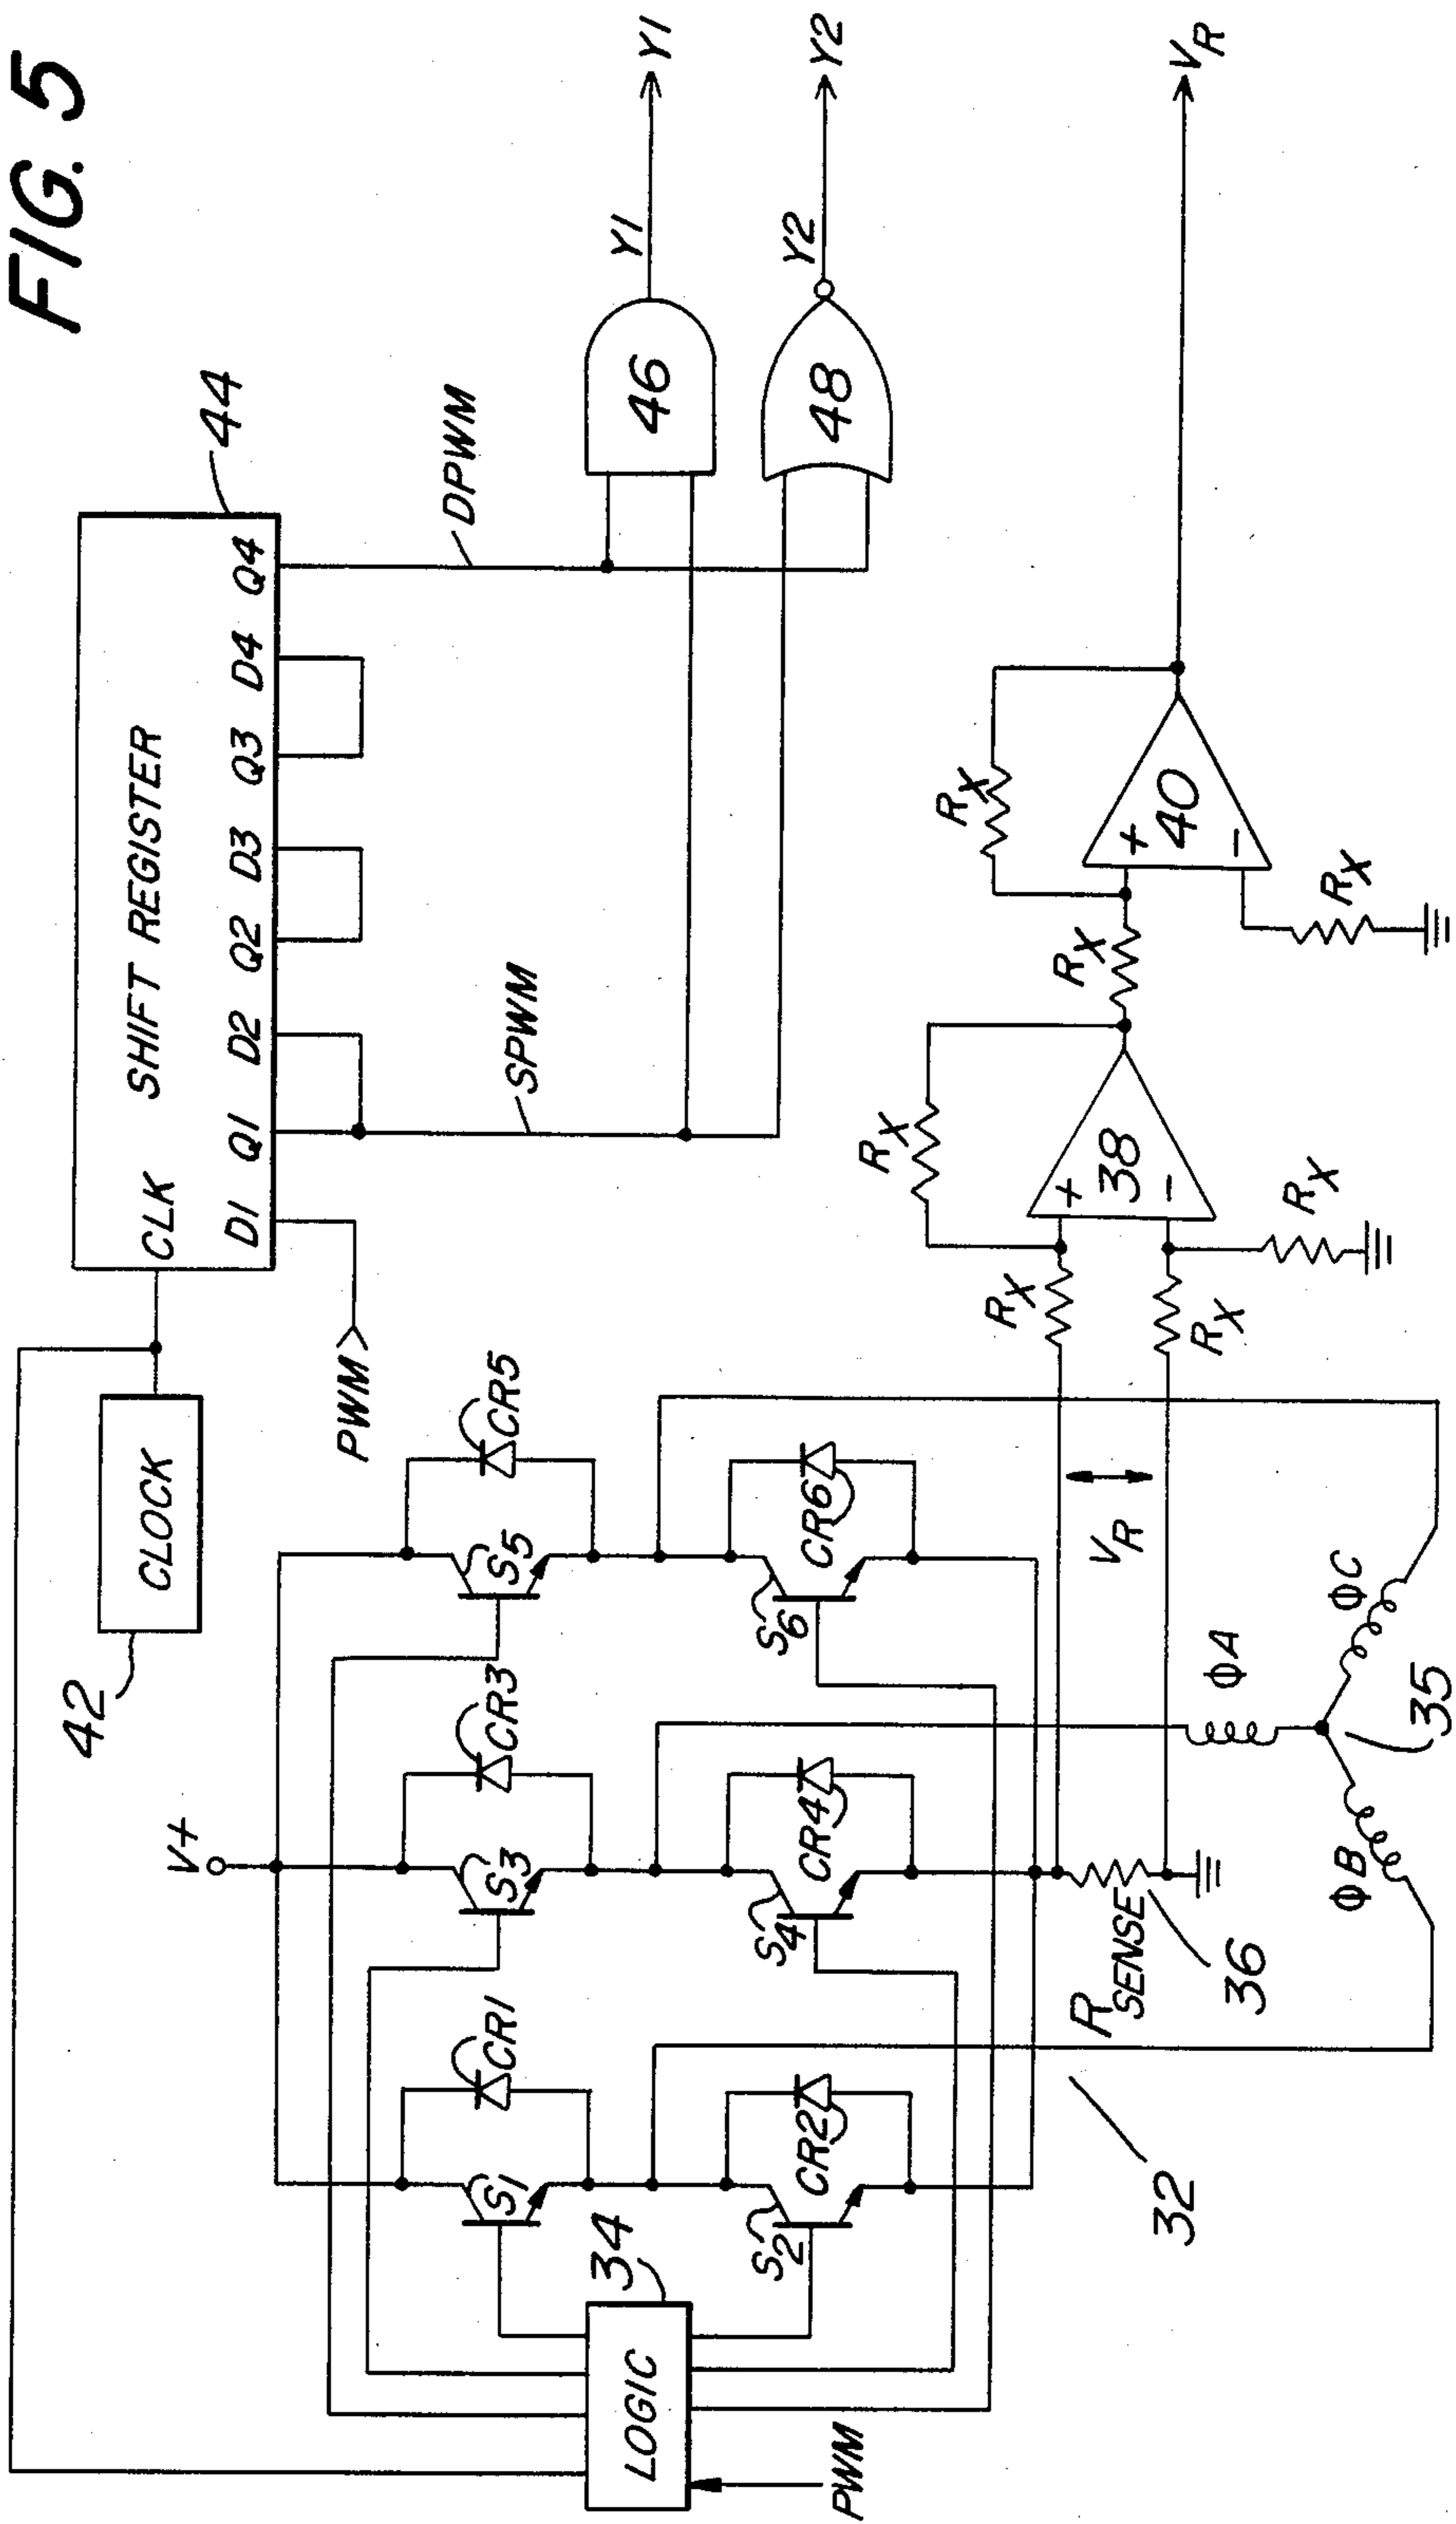 FIG. 5
42
CLOCK
44
SHIFT REGISTER
CLK
D1 Q1 D2 Q2 D3 Q3 D4 Q4
PWM
SPWM
DPWM
46
Y1
Y1
48
Y2
Y2
V+
S1
CR1
S3
CR3
S5
CR5
34
LOGIC
PWM
S2
CR2
S4
CR4
S6
CR6
32
RSENSE
36
VR
RX
RX
RX
RX
+
38
-
RX
RX
RX
+
40
-
VR
ΦA
ΦB
ΦC
35